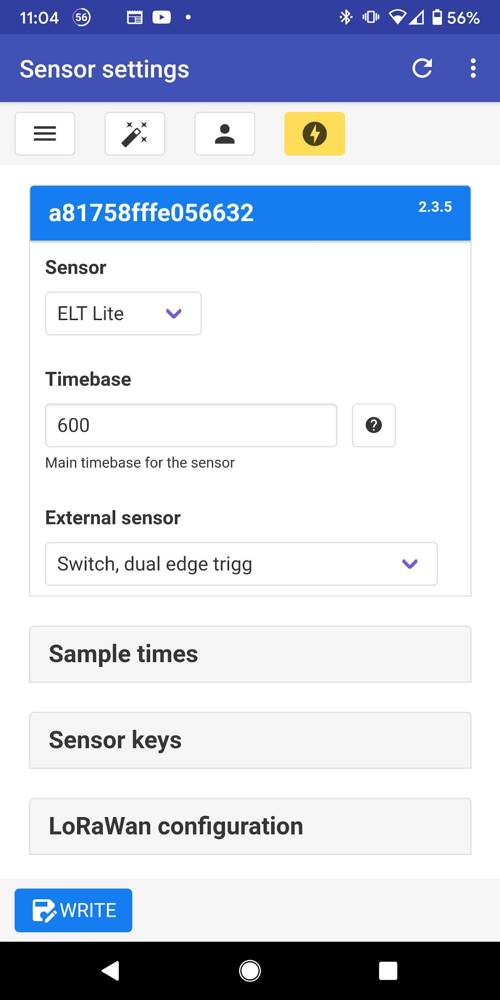 11:04 56 56%
Sensor settings
a81758fffe056632 2.3.5
Sensor
ELT Lite
Timebase
600 ?
Main timebase for the sensor
External sensor
Switch, dual edge trigg
Sample times
Sensor keys
LoRaWan configuration
WRITE